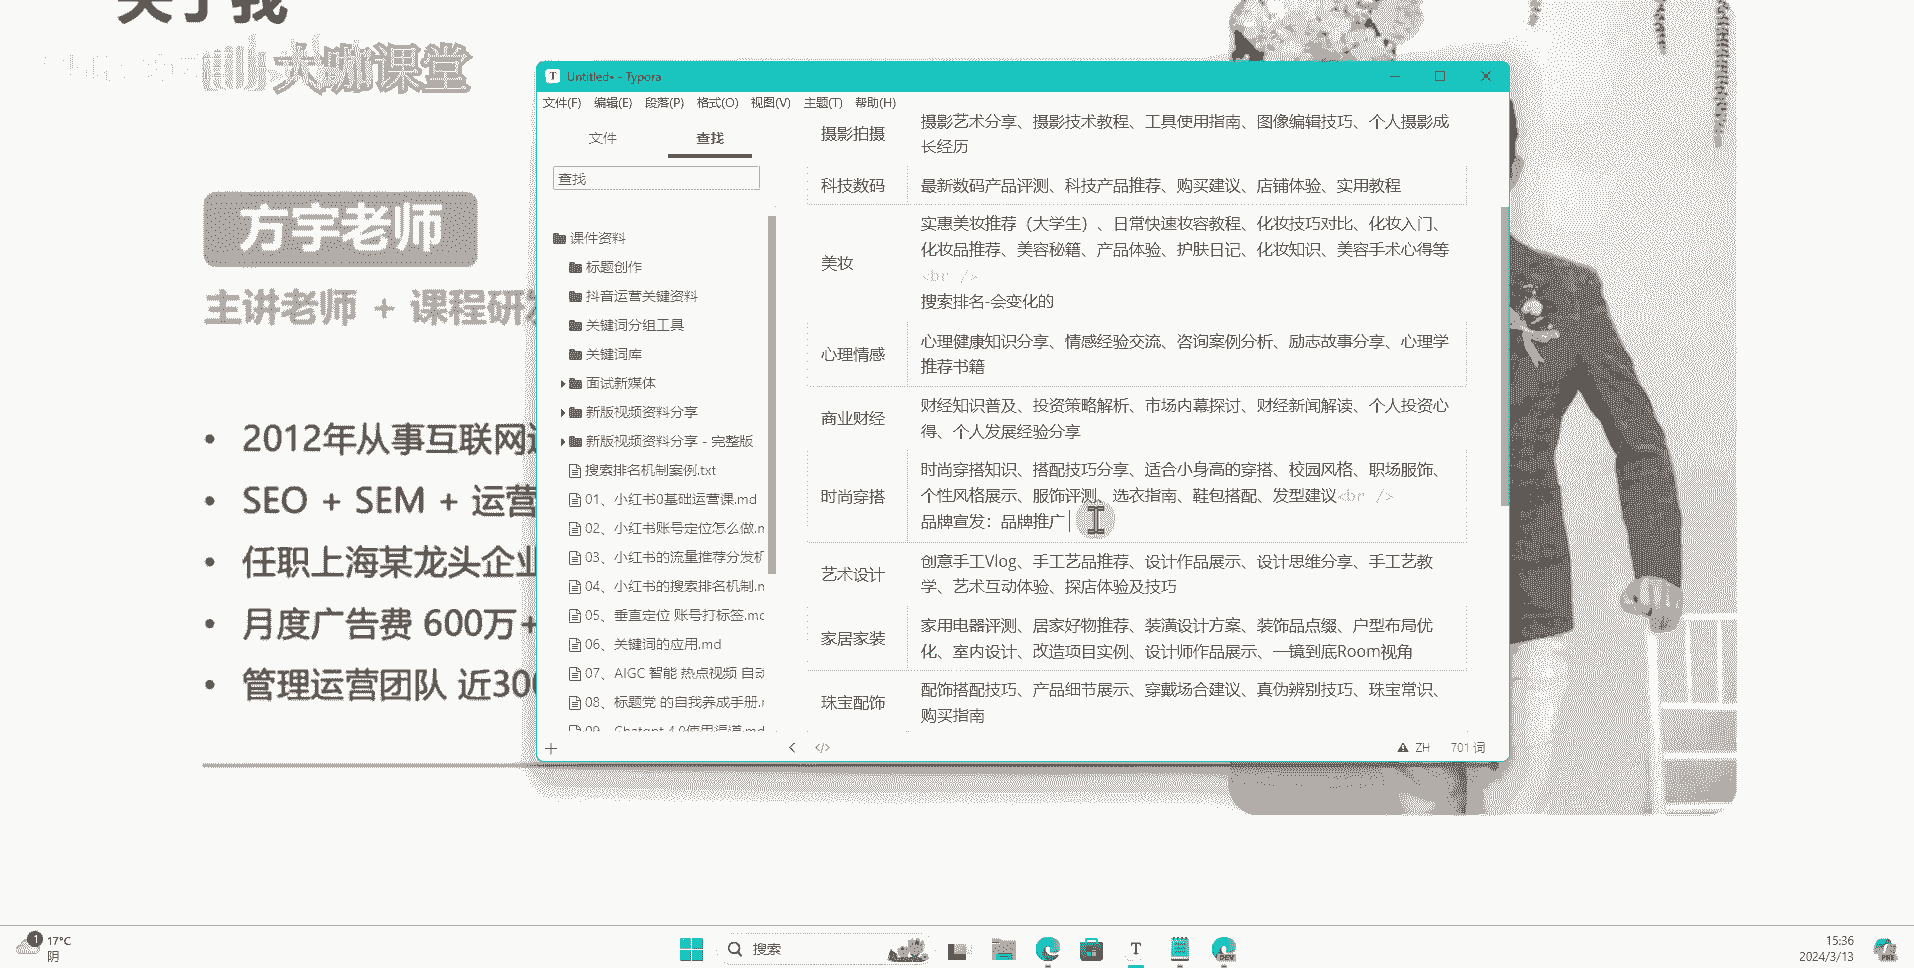 关于我
大咖课堂
方宇老师
主讲老师 + 课程研发
2012年从事互联网
SEO + SEM + 运营
任职上海某龙头企业
月度广告费 600万+
管理运营团队 近300
Untitled• - Typora
文件(F) 编辑(E) 段落(P) 格式(O) 视图(V) 主题(T) 帮助(H)
文件 查找
查找
课件资料
标题创作
抖音运营关键资料
关键词分组工具
关键词库
面试新媒体
新版视频资料分享
新版视频资料分享 - 完整版
搜索排名机制案例.txt
01、小红书0基础运营课.md
02、小红书账号定位怎么做.m
03、小红书的流量推荐分发机
04、小红书的搜索排名机制.m
05、垂直定位 账号打标签.mc
06、关键词的应用.md
07、AIGC 智能 热点视频 自动
08、标题党 的自我养成手册.r
09、Chatgpt 4.0使用渠道.md
摄影拍摄
摄影艺术分享、摄影技术教程、工具使用指南、图像编辑技巧、个人摄影成
长经历
科技数码
最新数码产品评测、科技产品推荐、购买建议、店铺体验、实用教程
美妆
实惠美妆推荐（大学生）、日常快速妆容教程、化妆技巧对比、化妆入门、
化妆品推荐、美容秘籍、产品体验、护肤日记、化妆知识、美容手术心得等
<br />
搜索排名-会变化的
心理情感
心理健康知识分享、情感经验交流、咨询案例分析、励志故事分享、心理学
推荐书籍
商业财经
财经知识普及、投资策略解析、市场内幕探讨、财经新闻解读、个人投资心
得、个人发展经验分享
时尚穿搭
时尚穿搭知识、搭配技巧分享、适合小身高的穿搭、校园风格、职场服饰、
个性风格展示、服饰评测、选衣指南、鞋包搭配、发型建议<br />
品牌宣发：品牌推广
艺术设计
创意手工Vlog、手工艺品推荐、设计作品展示、设计思维分享、手工艺教
学、艺术互动体验、探店体验及技巧
家居家装
家用电器评测、居家好物推荐、装潢设计方案、装饰品点缀、户型布局优
化、室内设计、改造项目实例、设计师作品展示、一镜到底Room视角
珠宝配饰
配饰搭配技巧、产品细节展示、穿戴场合建议、真伪辨别技巧、珠宝常识、
购买指南
ZH 701 词
1
17°C
阴
搜索
DEV
15:36
2024/3/13
PRE